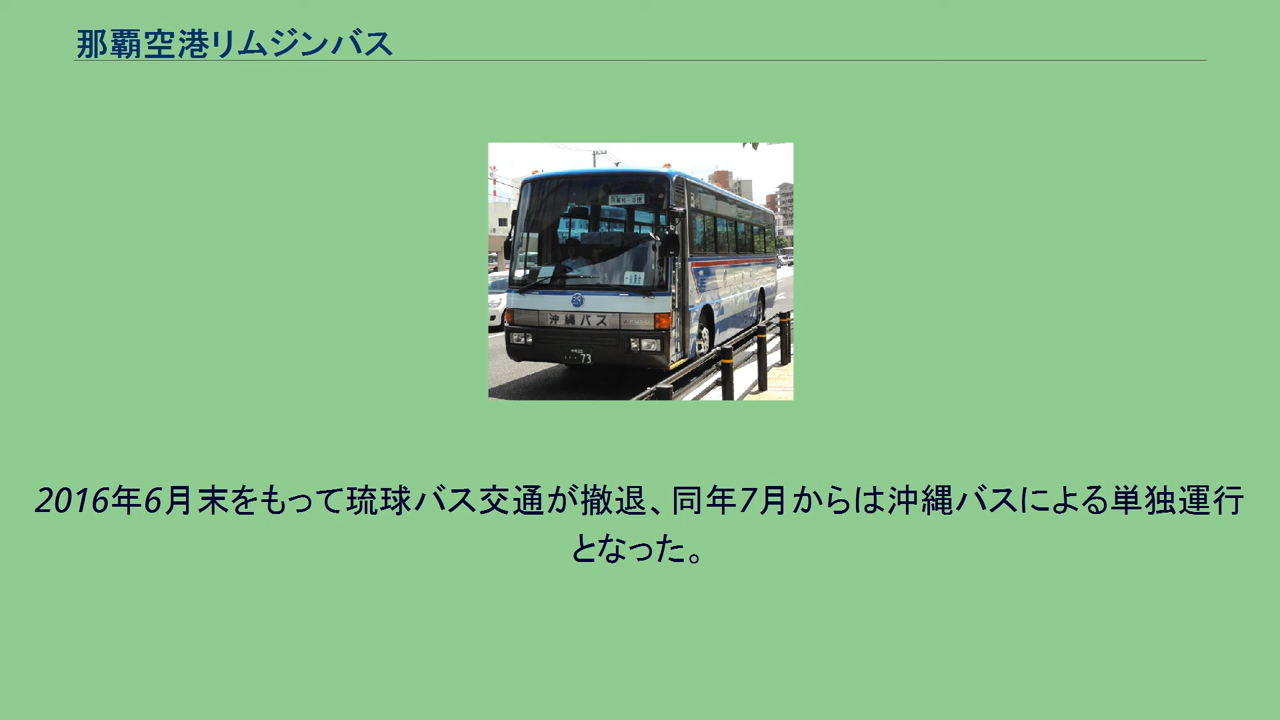 那覇空港リムジンバス
沖縄バス
73
2016年6月末をもって琉球バス交通が撤退、同年7月からは沖縄バスによる単独運行
となった。